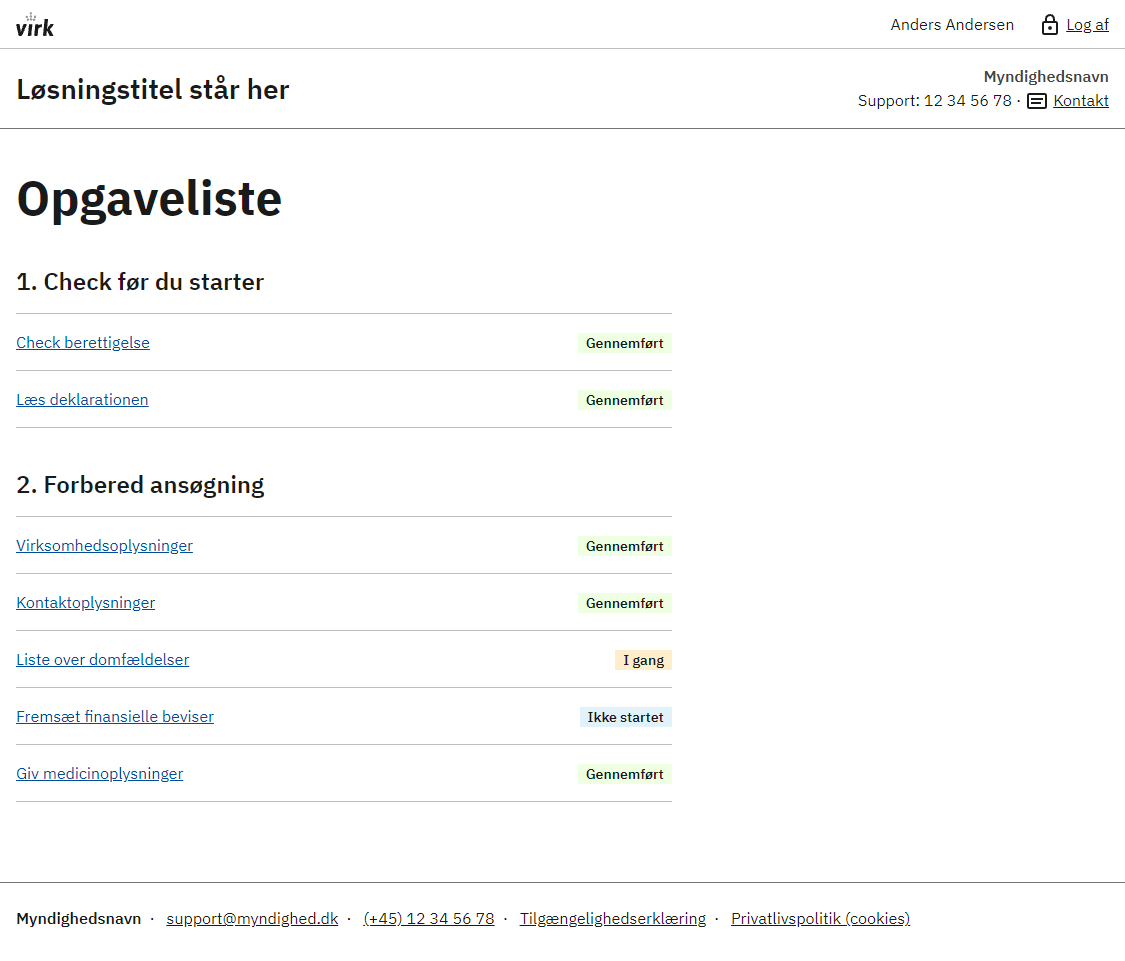 virk
Anders Andersen Log af
Løsningstitel står her
Myndighedsnavn
Support: 12 34 56 78 · Kontakt
Opgaveliste
1. Check før du starter
Check berettigelse Gennemført
Læs deklarationen Gennemført
2. Forbered ansøgning
Virksomhedsoplysninger Gennemført
Kontaktoplysninger Gennemført
Liste over domfældelser I gang
Fremsæt finansielle beviser Ikke startet
Giv medicinoplysninger Gennemført
Myndighedsnavn · support@myndighed.dk · (+45) 12 34 56 78 · Tilgængelighedserklæring · Privatlivspolitik (cookies)